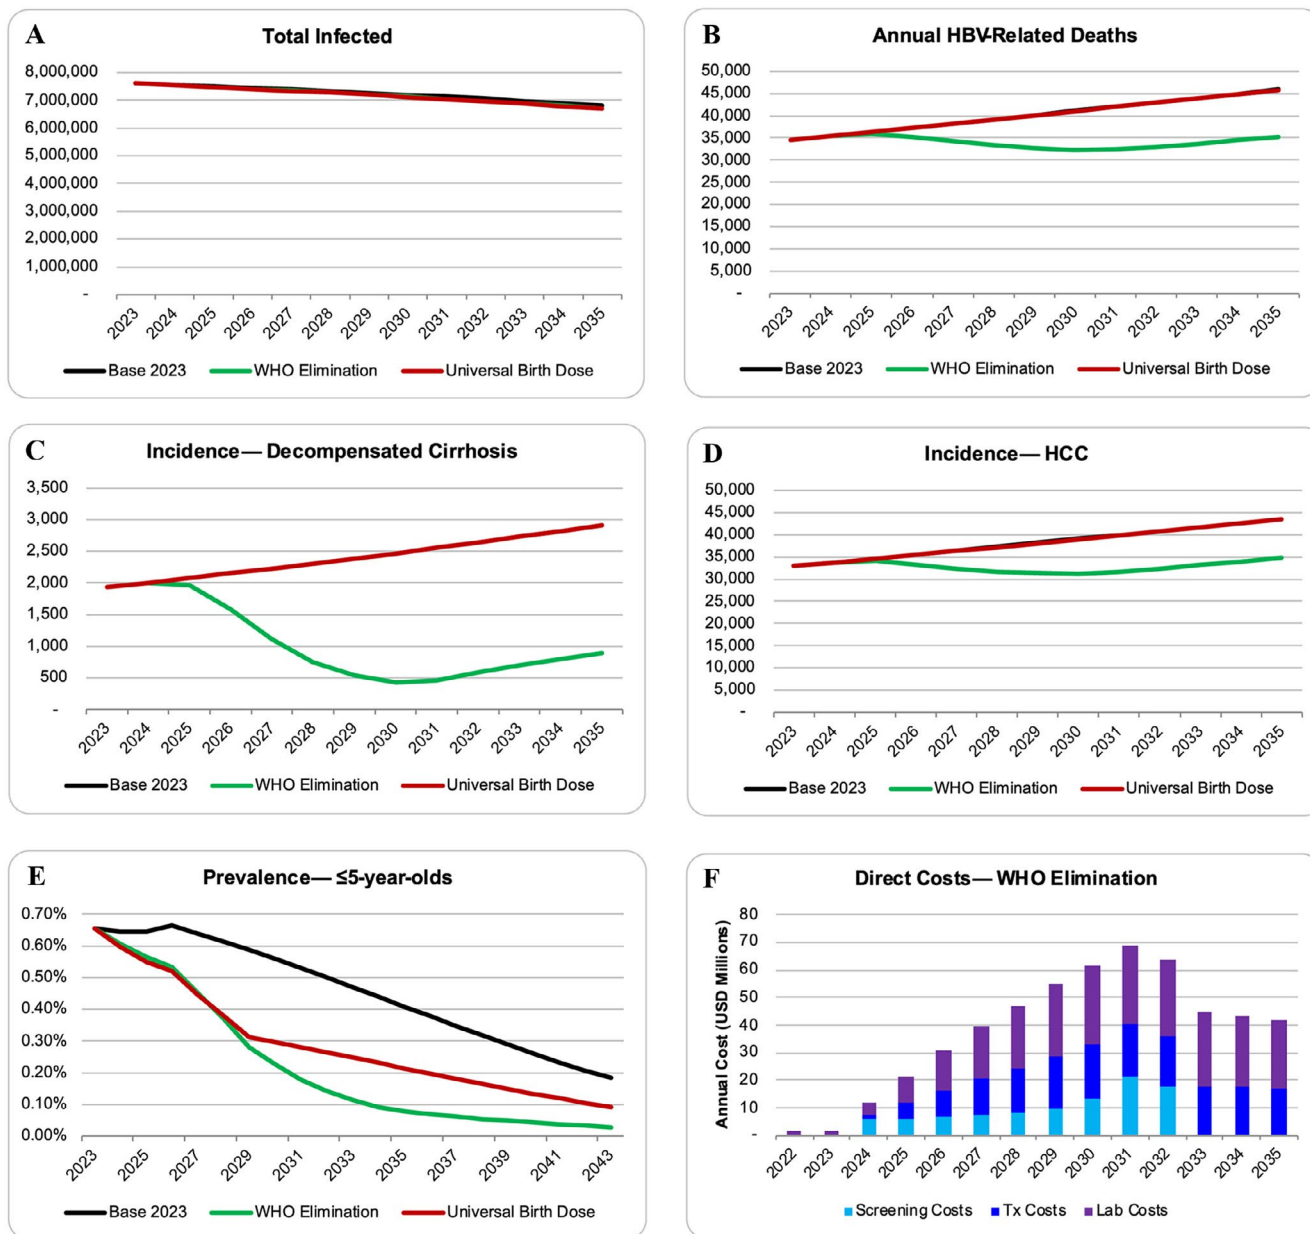 A
Total Infected
8,000,000
7,000,000
6,000,000
5,000,000
4,000,000
3,000,000
2,000,000
1,000,000
-
2023 2024 2025 2026 2027 2028 2029 2030 2031 2032 2033 2034 2035
Base 2023 WHO Elimination Universal Birth Dose
B
Annual HBV-Related Deaths
50,000
45,000
40,000
35,000
30,000
25,000
20,000
15,000
10,000
5,000
-
2023 2024 2025 2026 2027 2028 2029 2030 2031 2032 2033 2034 2035
Base 2023 WHO Elimination Universal Birth Dose
C
Incidence— Decompensated Cirrhosis
3,500
3,000
2,500
2,000
1,500
1,000
500
-
2023 2024 2025 2026 2027 2028 2029 2030 2031 2032 2033 2034 2035
Base 2023 WHO Elimination Universal Birth Dose
D
Incidence— HCC
50,000
45,000
40,000
35,000
30,000
25,000
20,000
15,000
10,000
5,000
-
2023 2024 2025 2026 2027 2028 2029 2030 2031 2032 2033 2034 2035
Base 2023 WHO Elimination Universal Birth Dose
E
Prevalence— ≤5-year-olds
0.70%
0.60%
0.50%
0.40%
0.30%
0.20%
0.10%
0.00%
2023 2025 2027 2029 2031 2033 2035 2037 2039 2041 2043
Base 2023 WHO Elimination Universal Birth Dose
F
Direct Costs— WHO Elimination
Annual Cost (USD Millions)
80
70
60
50
40
30
20
10
-
2022 2023 2024 2025 2026 2027 2028 2029 2030 2031 2032 2033 2034 2035
Screening Costs Tx Costs Lab Costs